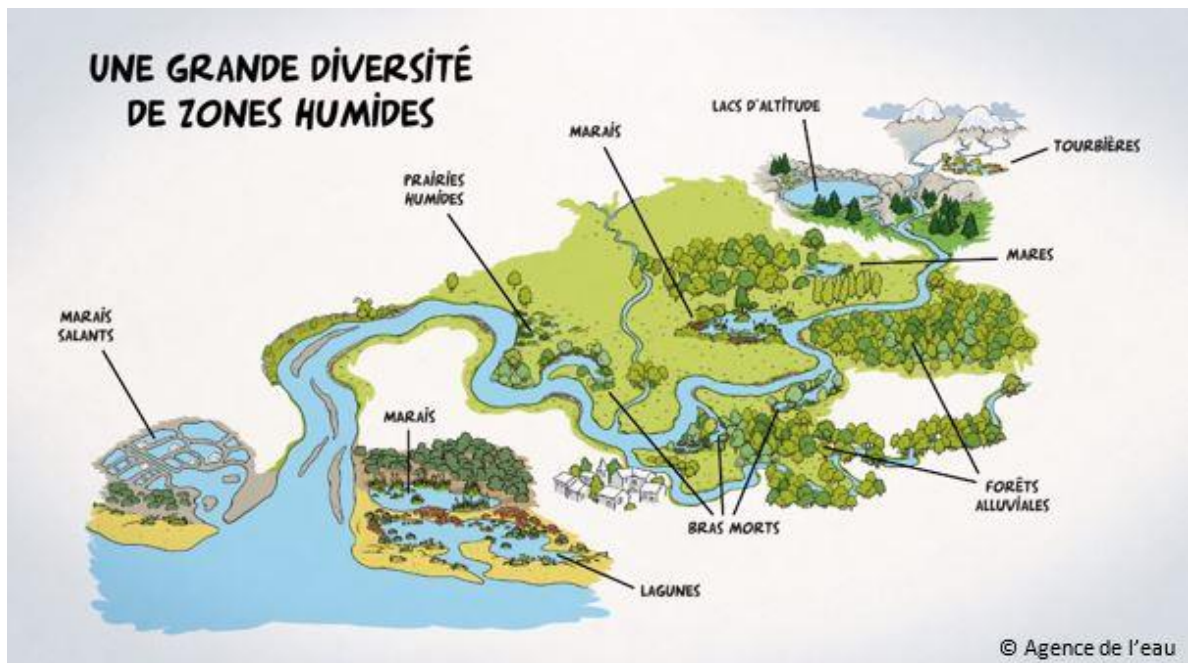 UNE GRANDE DIVERSITÉ
DE ZONES HUMIDES
LACS D'ALTITUDE
MARAIS
TOURBIÈRES
PRAIRIES
HUMIDES
MARES
MARAIS
SALANTS
MARAIS
FORÊTS
ALLUVIALES
BRAS MORTS
LAGUNES
© Agence de l'eau